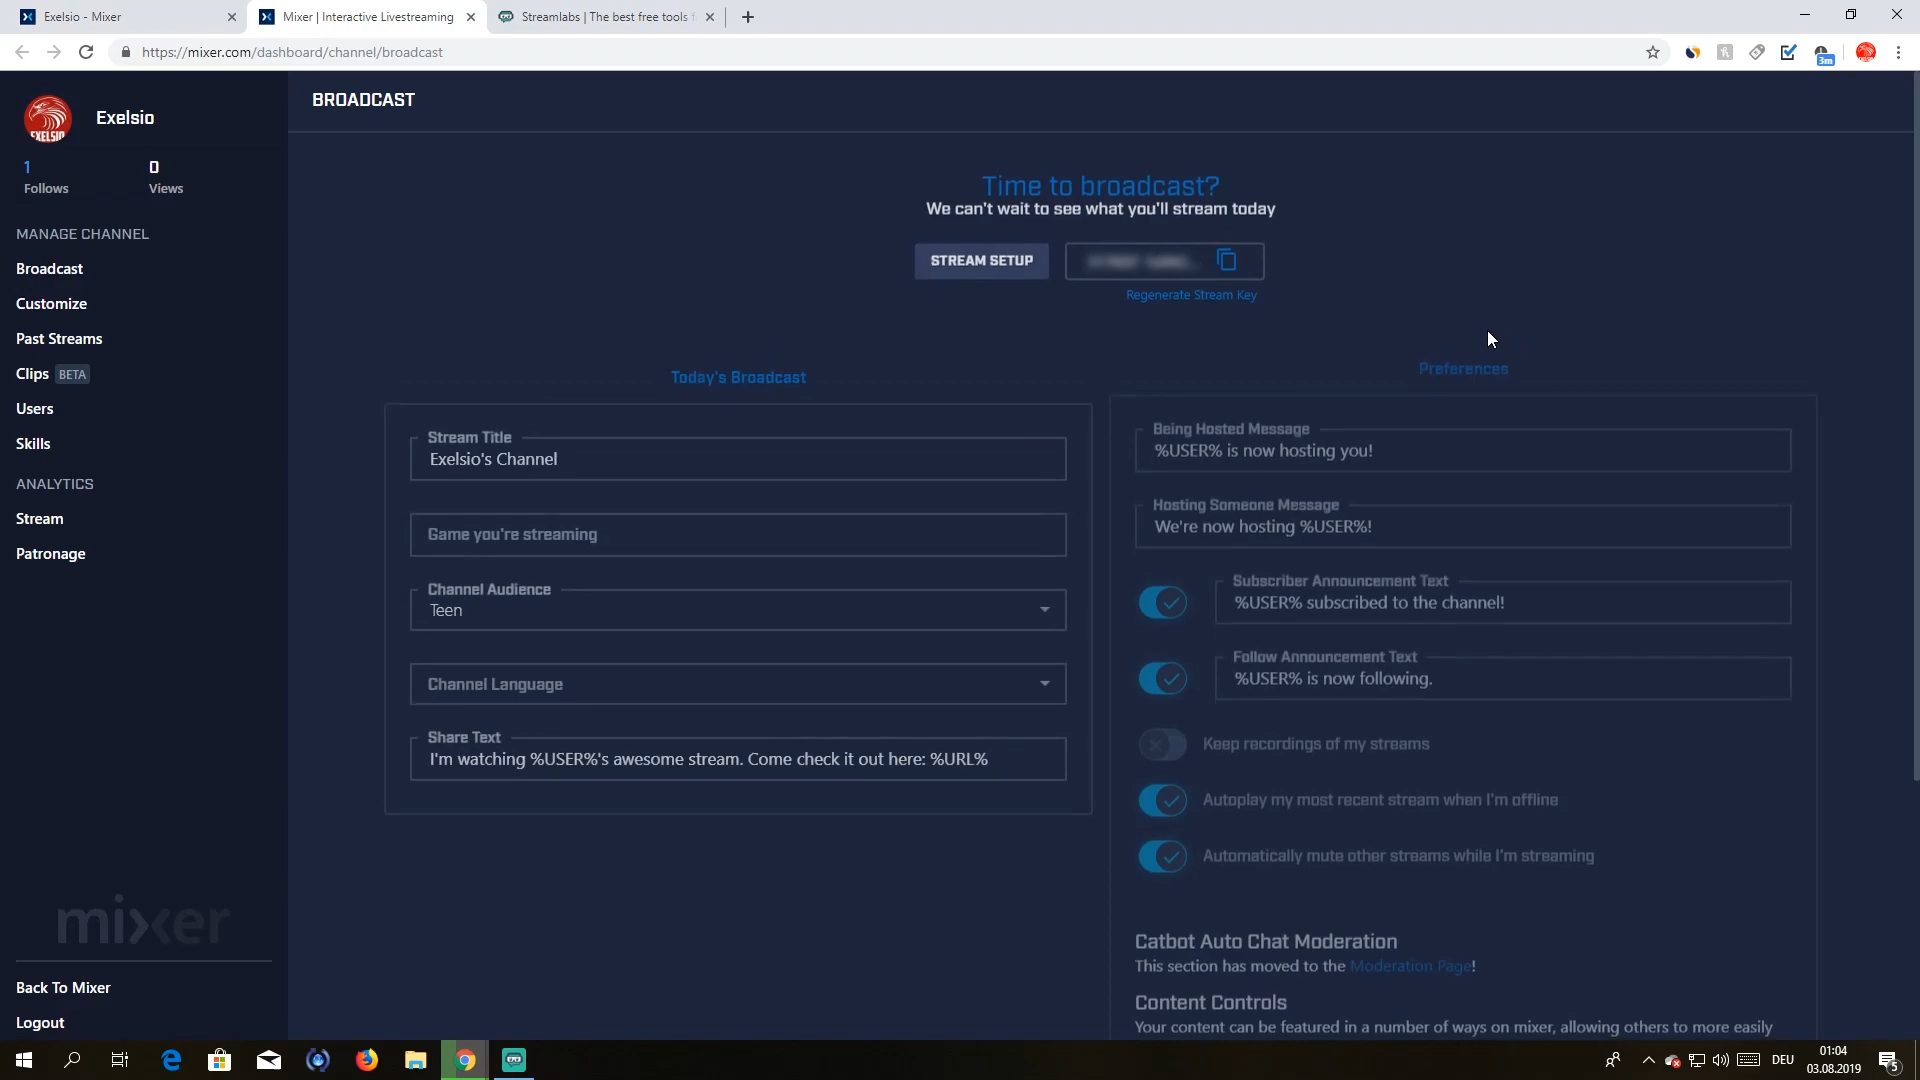 Exelsio - Mixer
Mixer | Interactive Livestreaming
Streamlabs | The best free tools f
https://mixer.com/dashboard/channel/broadcast
3m
EXELSIO
Exelsio
1
0
Follows
Views
MANAGE CHANNEL
Broadcast
Customize
Past Streams
Clips BETA
Users
Skills
ANALYTICS
Stream
Patronage
mixer
Back To Mixer
Logout
BROADCAST
Time to broadcast?
We can't wait to see what you'll stream today
STREAM SETUP
Regenerate Stream Key
Today's Broadcast
Stream Title
Exelsio's Channel
Game you're streaming
Channel Audience
Teen
Channel Language
Share Text
I'm watching %USER%'s awesome stream. Come check it out here: %URL%
Preferences
Being Hosted Message
%USER% is now hosting you!
Hosting Someone Message
We're now hosting %USER%!
Subscriber Announcement Text
%USER% subscribed to the channel!
Follow Announcement Text
%USER% is now following.
Keep recordings of my streams
Autoplay my most recent stream when I'm offline
Automatically mute other streams while I'm streaming
Catbot Auto Chat Moderation
This section has moved to the Moderation Page!
Content Controls
Your content can be featured in a number of ways on mixer, allowing others to more easily
DEU
01:04
03.08.2019
5